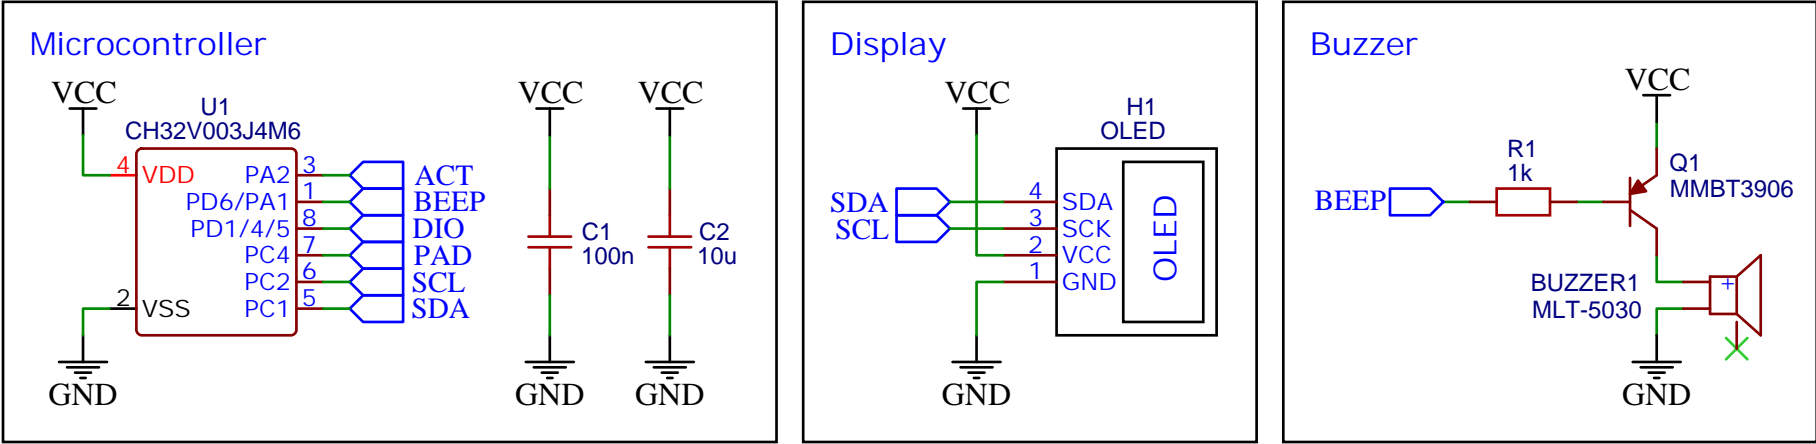 Microcontroller
VCC
U1
CH32V003J4M6
4 VDD
2 VSS
GND
PA2 3 ACT
PD6/PA1 1 BEEP
PD1/4/5 8 DIO
PC4 7 PAD
PC2 6 SCL
PC1 5 SDA
VCC
C1
100n
GND
VCC
C2
10u
GND
Display
VCC
H1
OLED
SDA 4 SDA
SCL 3 SCK
2 VCC
1 GND
OLED
GND
Buzzer
VCC
R1
1k
Q1
MMBT3906
BEEP
BUZZER1
MLT-5030
+
GND